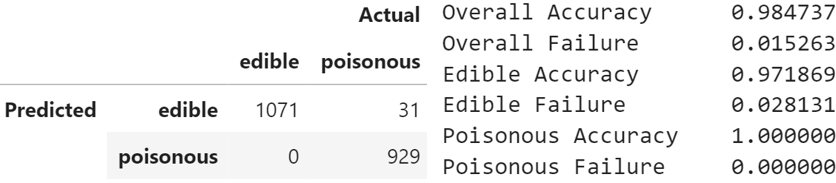 Actual
edible poisonous
Predicted edible 1071 31
poisonous 0 929
Overall Accuracy 0.984737
Overall Failure 0.015263
Edible Accuracy 0.971869
Edible Failure 0.028131
Poisonous Accuracy 1.000000
Poisonous Failure 0.000000